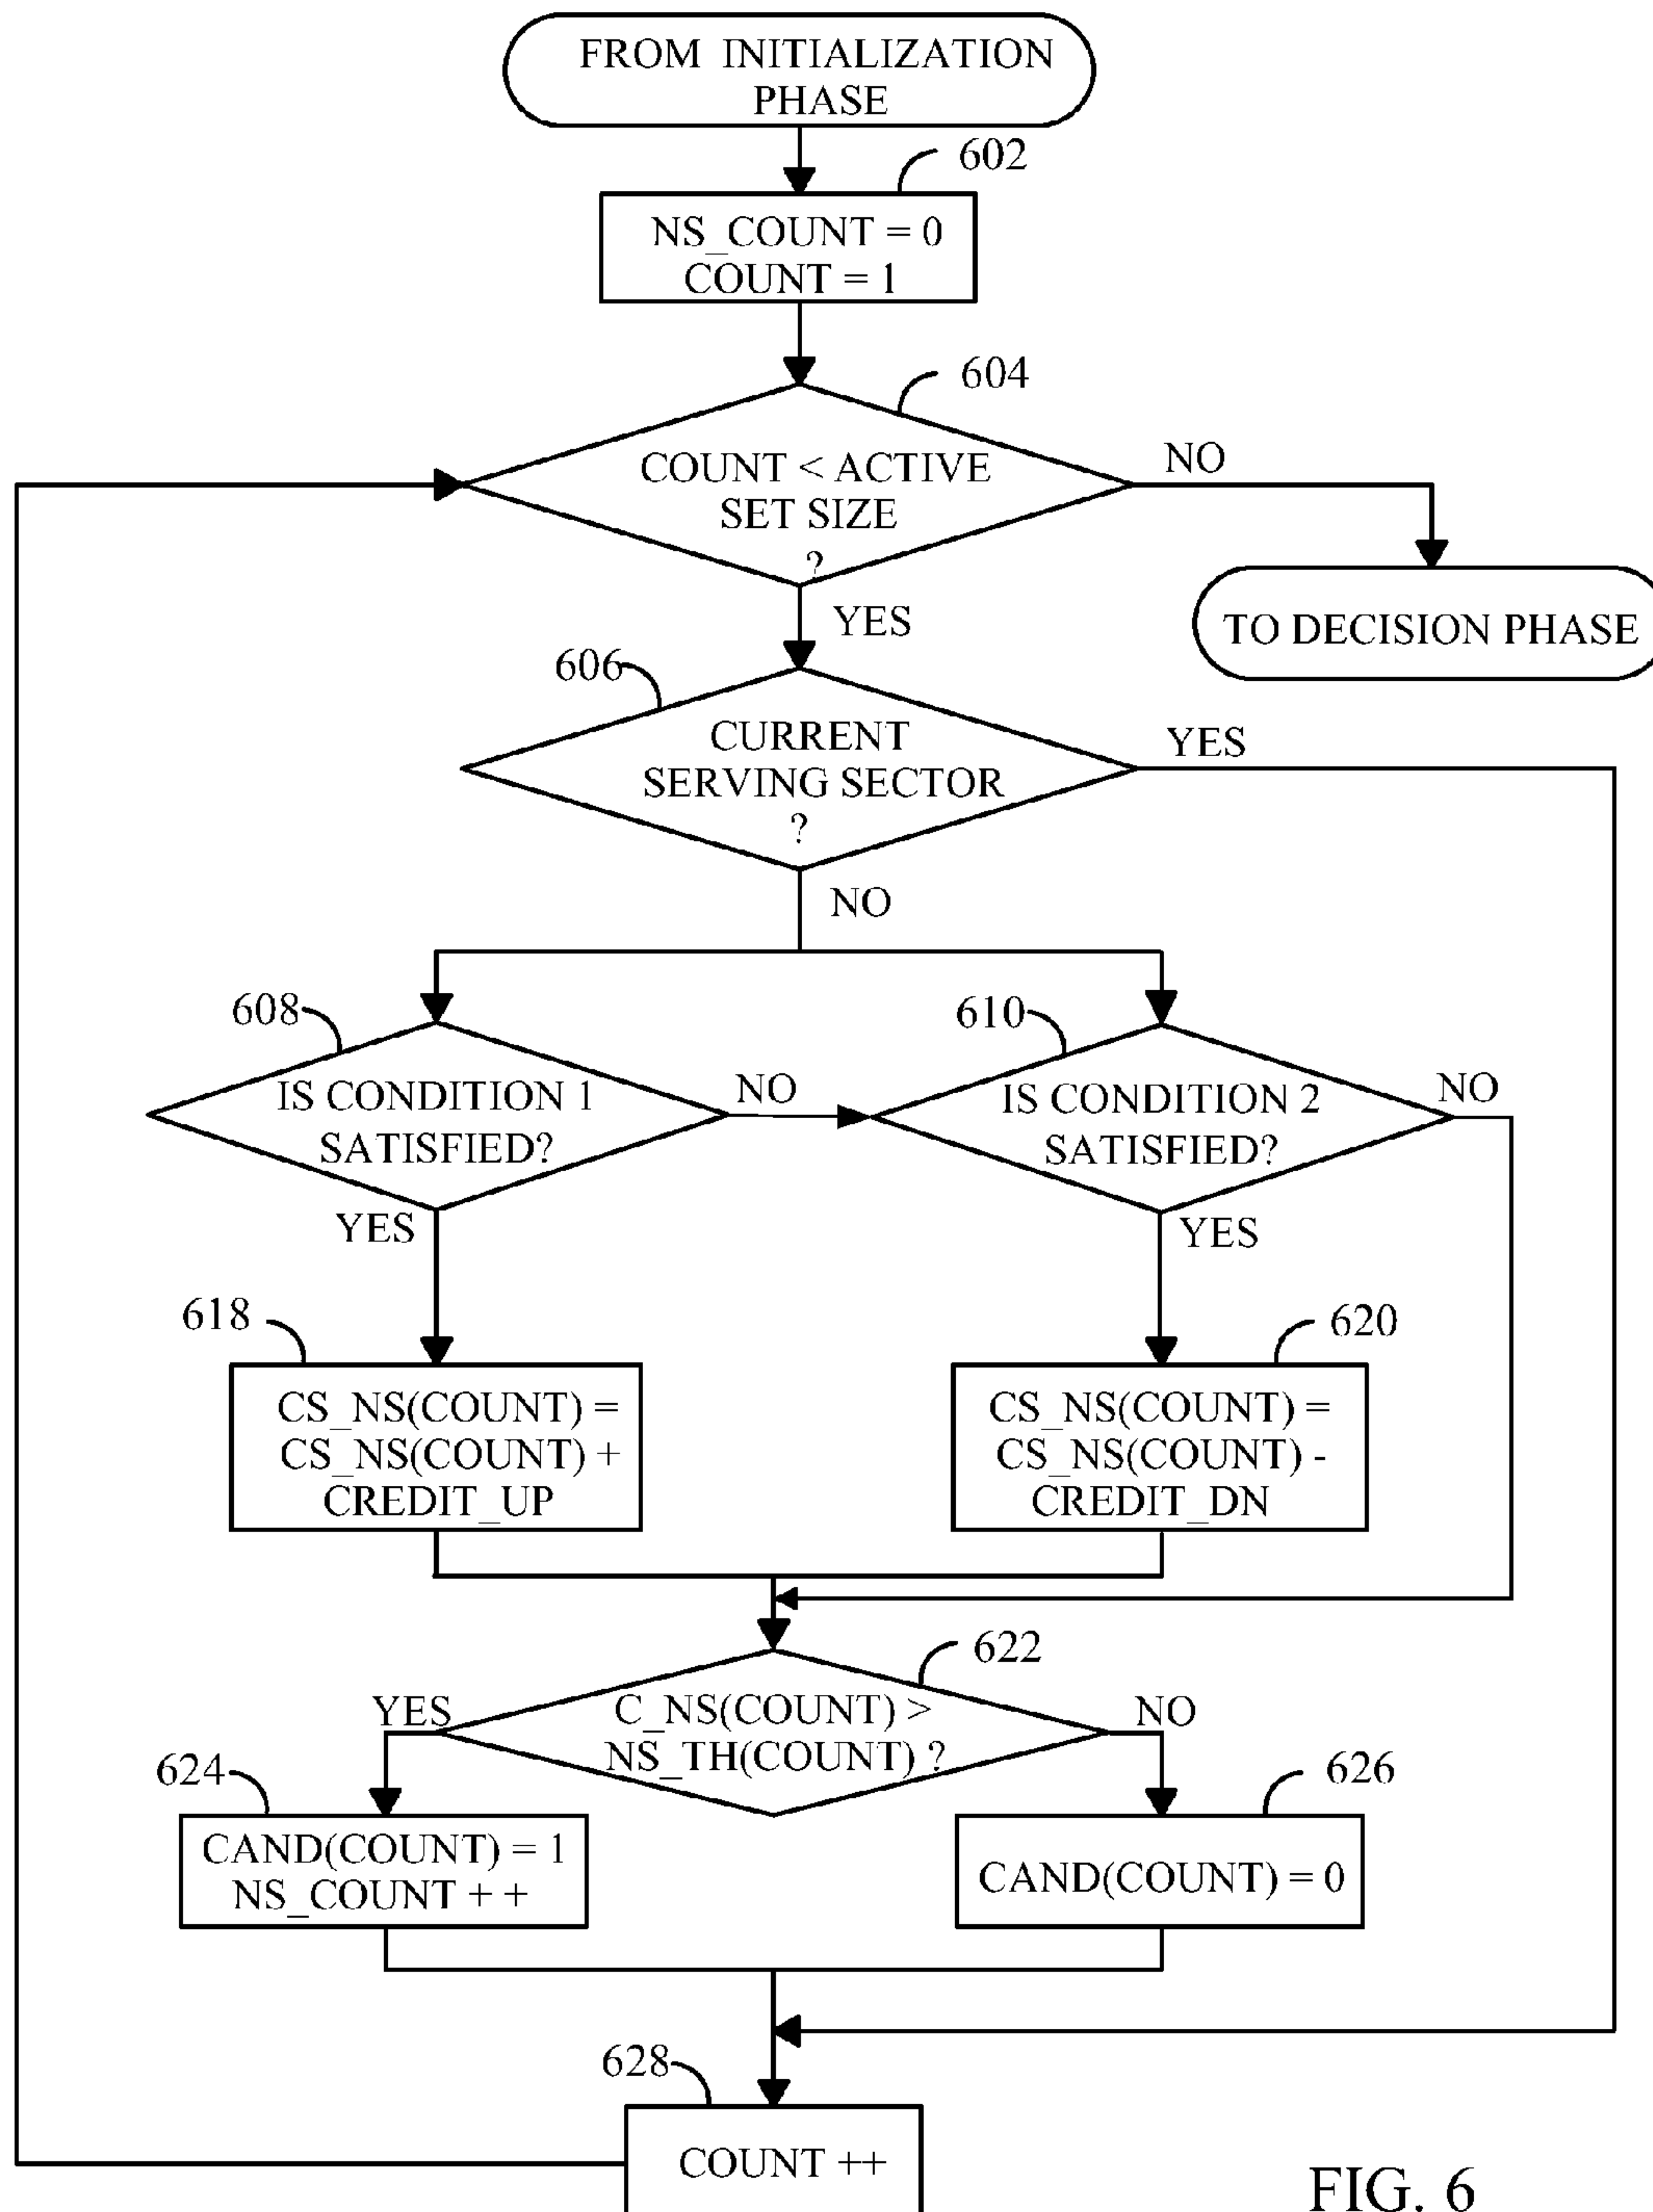 FROM INITIALIZATION
PHASE
602
NS_COUNT = 0
COUNT = 1
604
COUNT < ACTIVE
SET SIZE
?
NO
TO DECISION PHASE
YES
606
CURRENT
SERVING SECTOR
?
YES
NO
608
IS CONDITION 1
SATISFIED?
NO
610
IS CONDITION 2
SATISFIED?
NO
YES
YES
618
CS_NS(COUNT) =
CS_NS(COUNT) +
CREDIT_UP
620
CS_NS(COUNT) =
CS_NS(COUNT) -
CREDIT_DN
622
C_NS(COUNT) >
NS_TH(COUNT) ?
YES
NO
624
CAND(COUNT) = 1
NS_COUNT + +
626
CAND(COUNT) = 0
628
COUNT ++
FIG. 6